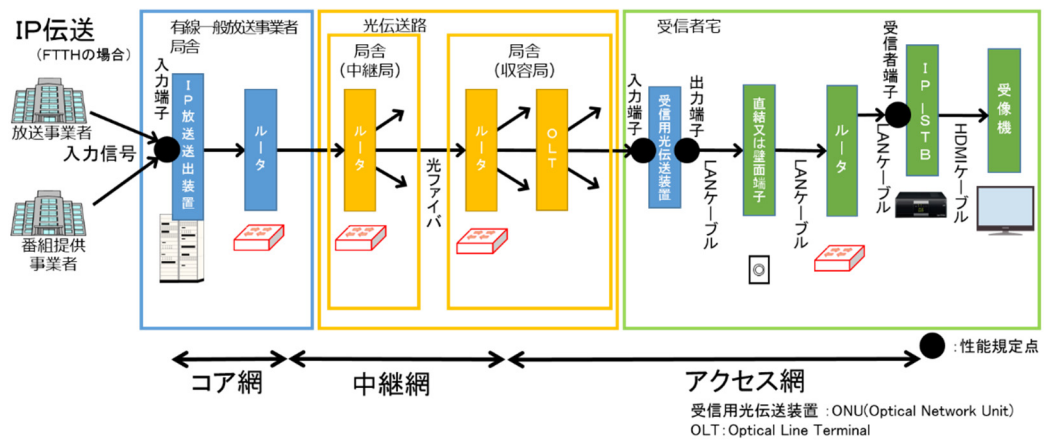 IP伝送
（FTTHの場合）
放送事業者
入力信号
番組提供
事業者
有線一般放送事業者
局舎
入力端子
IP放送送出装置
ルータ
光伝送路
局舎
（中継局）
ルータ
光ファイバ
局舎
（収容局）
ルータ
OLT
受信者宅
入力端子
受信用光伝送装置
出力端子
LANケーブル
直結又は壁面端子
LANケーブル
ルータ
LANケーブル
受信者端子
IP ISTB
HDMIケーブル
受像機
：性能規定点
コア網
中継網
アクセス網
受信用光伝送装置 ：ONU(Optical Network Unit)
OLT：Optical Line Terminal